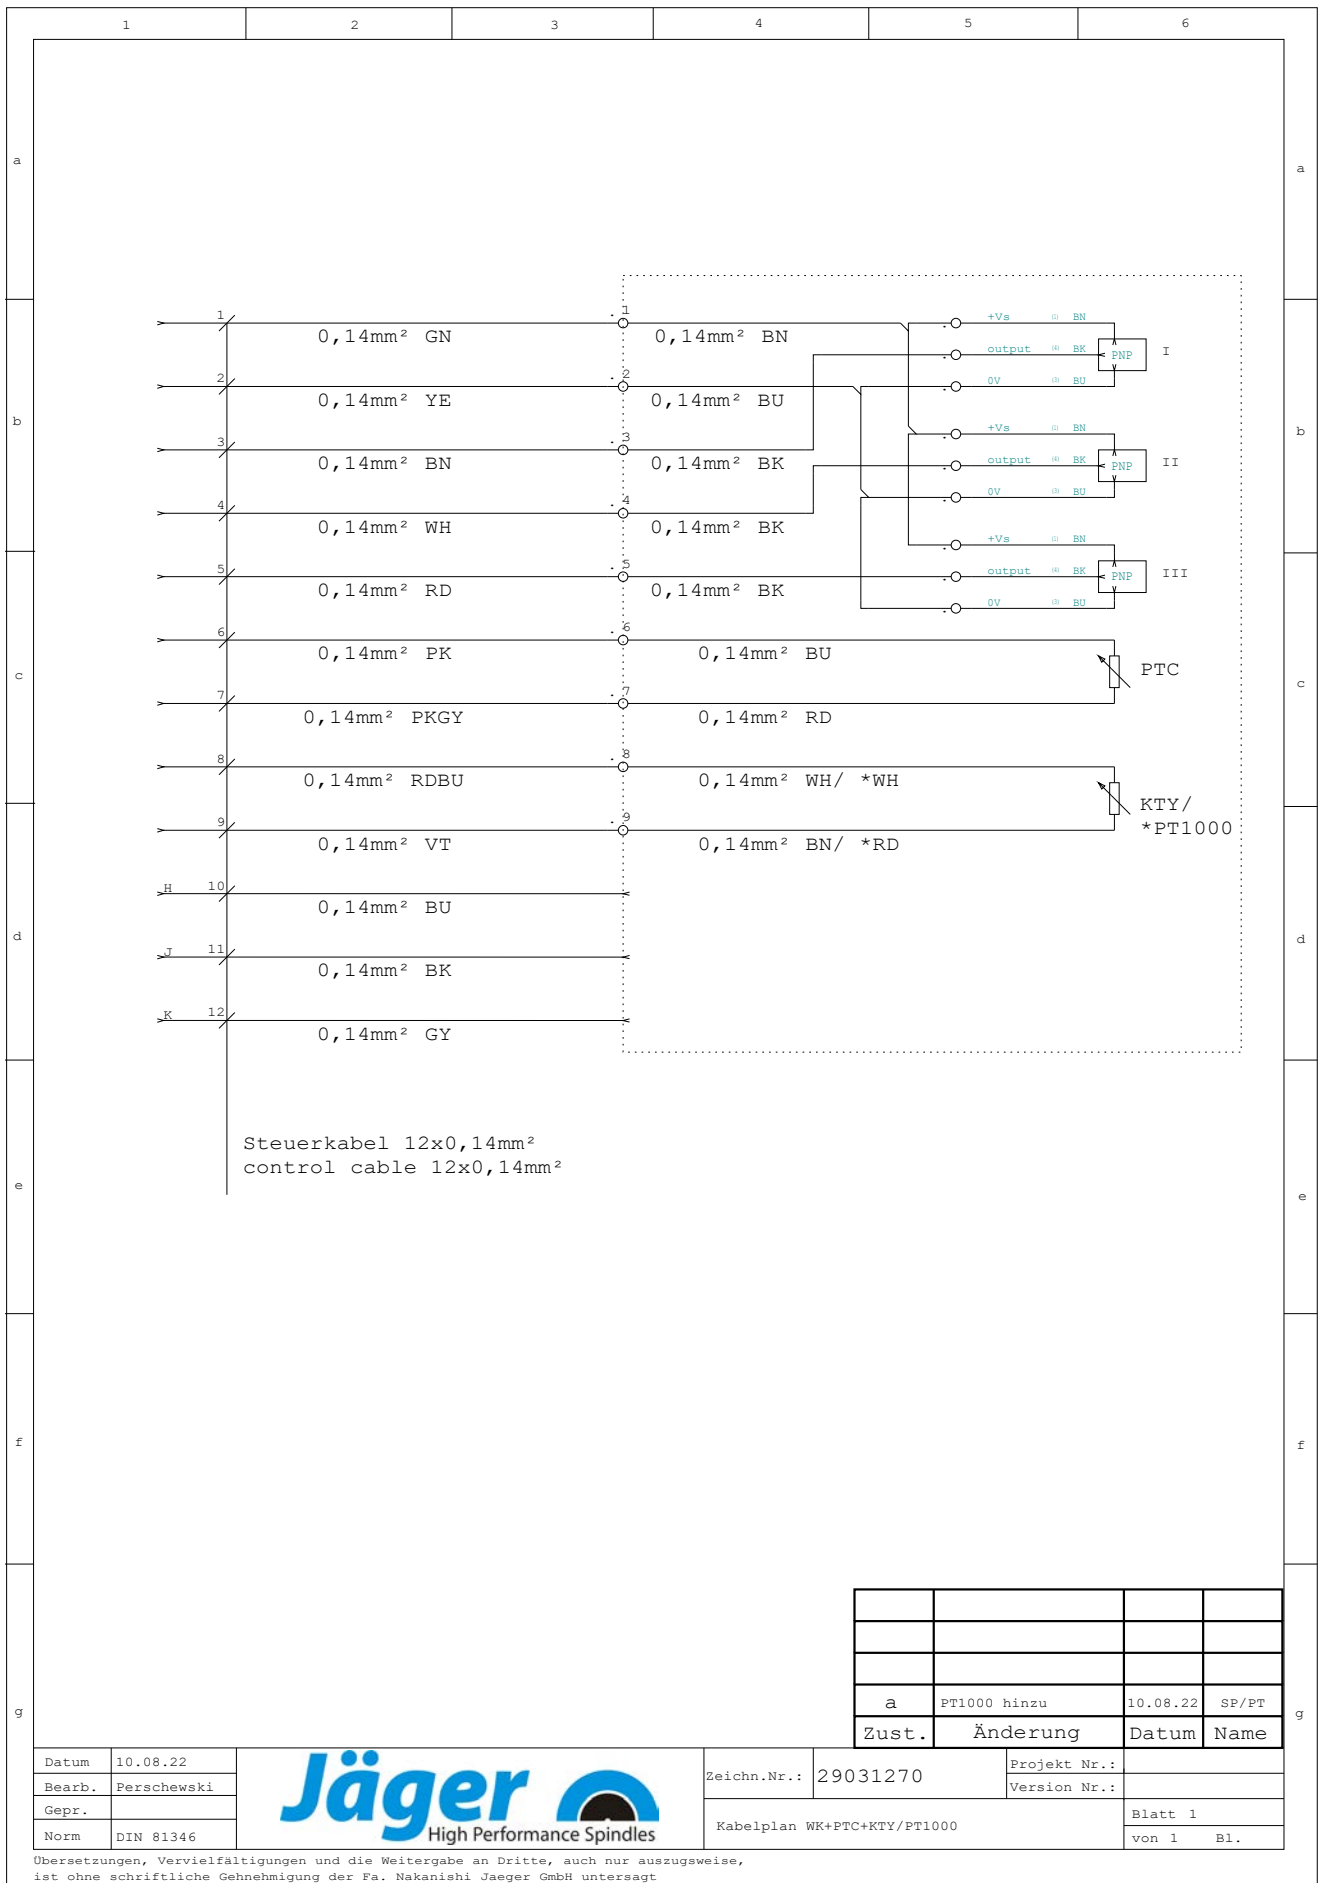 1 2 3 4 5 6
a a
1 1
0,14mm² GN 0,14mm² BN
+Vs (1) BN
output (4) BK PNP I
0V (3) BU
2 2
0,14mm² YE 0,14mm² BU
b b
3 3
0,14mm² BN 0,14mm² BK
+Vs (1) BN
output (4) BK PNP II
0V (3) BU
4 4
0,14mm² WH 0,14mm² BK
5 5
0,14mm² RD 0,14mm² BK
+Vs (1) BN
output (4) BK PNP III
0V (3) BU
6 6
0,14mm² PK 0,14mm² BU
c PTC c
7 7
0,14mm² PKGY 0,14mm² RD
8 8
0,14mm² RDBU 0,14mm² WH/ *WH
KTY/
*PT1000
9 9
0,14mm² VT 0,14mm² BN/ *RD
H 10
0,14mm² BU
d d
J 11
0,14mm² BK
K 12
0,14mm² GY
Steuerkabel 12x0,14mm²
control cable 12x0,14mm²
e e
f f
g g
a PT1000 hinzu 10.08.22 SP/PT
Zust. Änderung Datum Name
Datum 10.08.22
Bearb. Perschewski
Gepr.
Norm DIN 81346
Jäger
High Performance Spindles
Zeichn.Nr.: 29031270
Projekt Nr.:
Version Nr.:
Kabelplan WK+PTC+KTY/PT1000
Blatt 1
von 1 Bl.
Übersetzungen, Vervielfältigungen und die Weitergabe an Dritte, auch nur auszugsweise,
ist ohne schriftliche Gehnehmigung der Fa. Nakanishi Jaeger GmbH untersagt